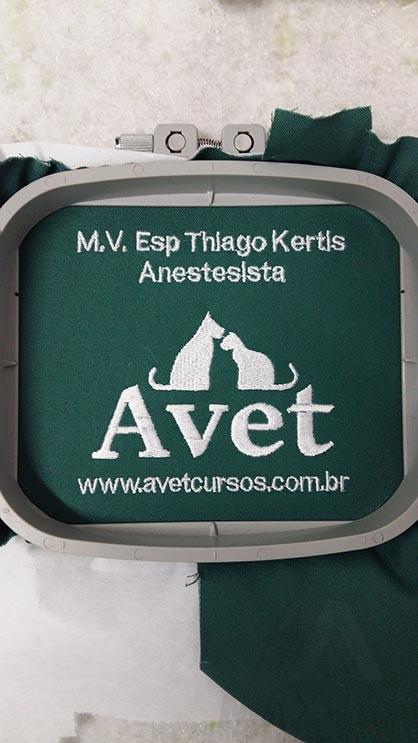 M.V. Esp Thiago Kertis
Anestesista
Avet
www.avetcursos.com.br